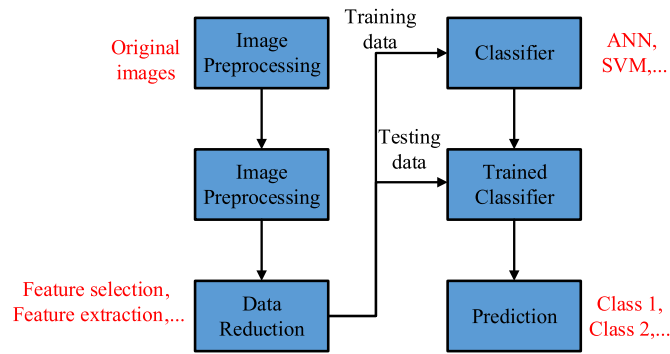 Original
images
Image
Preprocessing
Training
data
Classifier
ANN,
SVM,...
Image
Preprocessing
Testing
data
Trained
Classifier
Feature selection,
Feature extraction,...
Data
Reduction
Prediction
Class 1,
Class 2,...